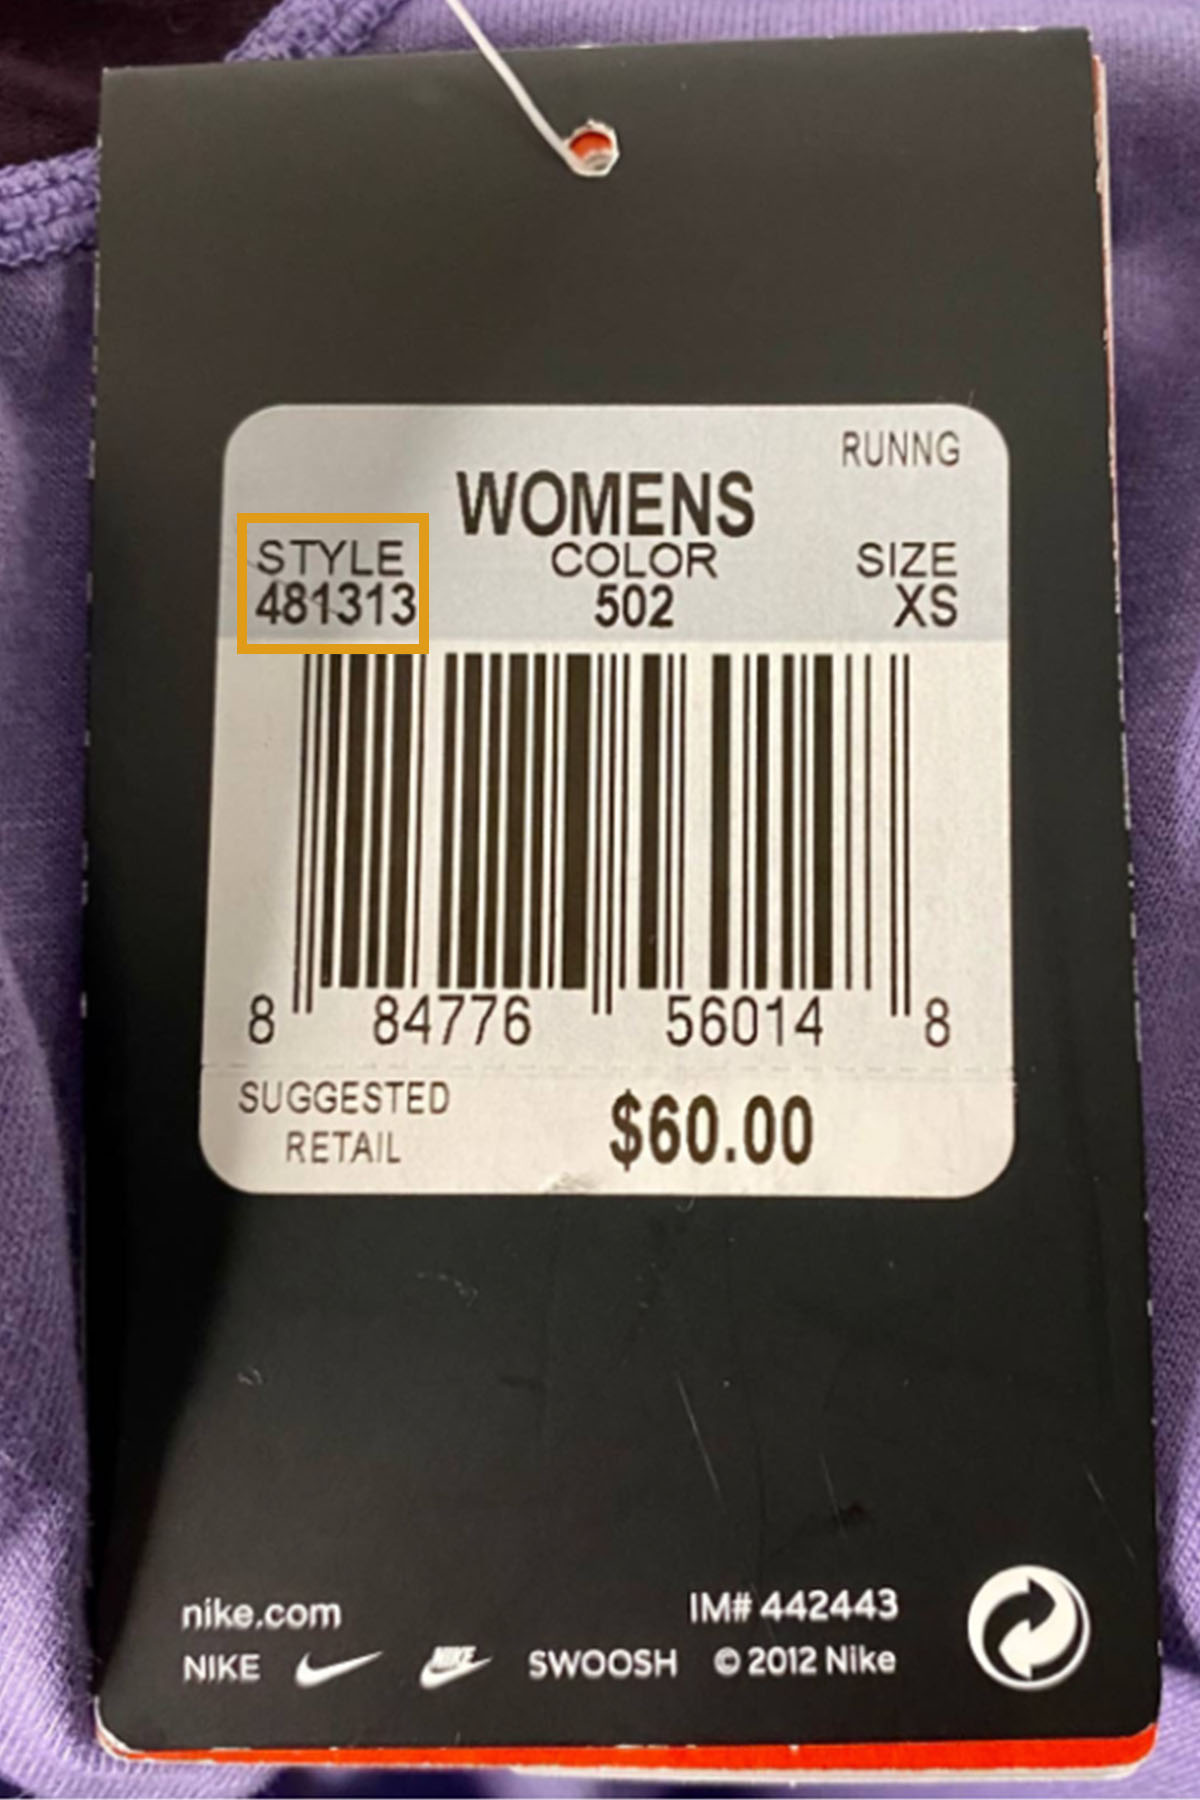 RUNNG
WOMENS
STYLE COLOR SIZE
481313 502 XS
8 84776 56014 8
SUGGESTED
RETAIL
$60.00
nike.com IM# 442443
NIKE NIKE SWOOSH © 2012 Nike